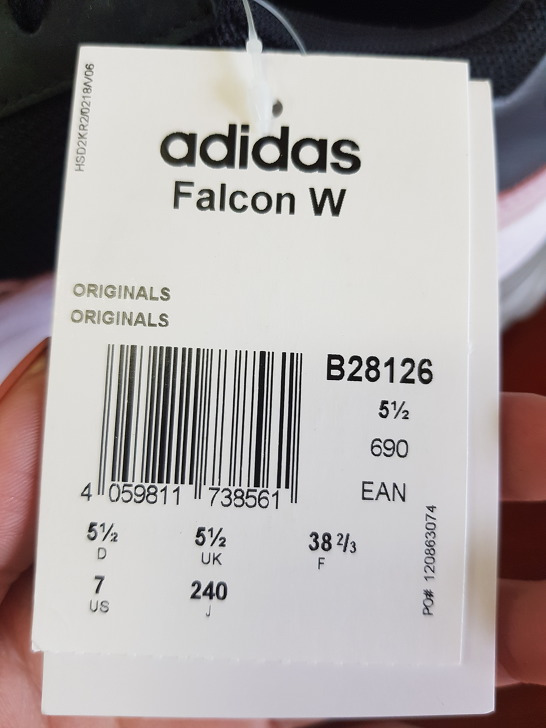 HSD2KR2/0218/V/06
adidas
Falcon W
ORIGINALS
ORIGINALS
B28126
5½
690
EAN
4 059811 738561
5½ 5½ 38 2/3
D UK F
7 240
US J
PO# 120863074